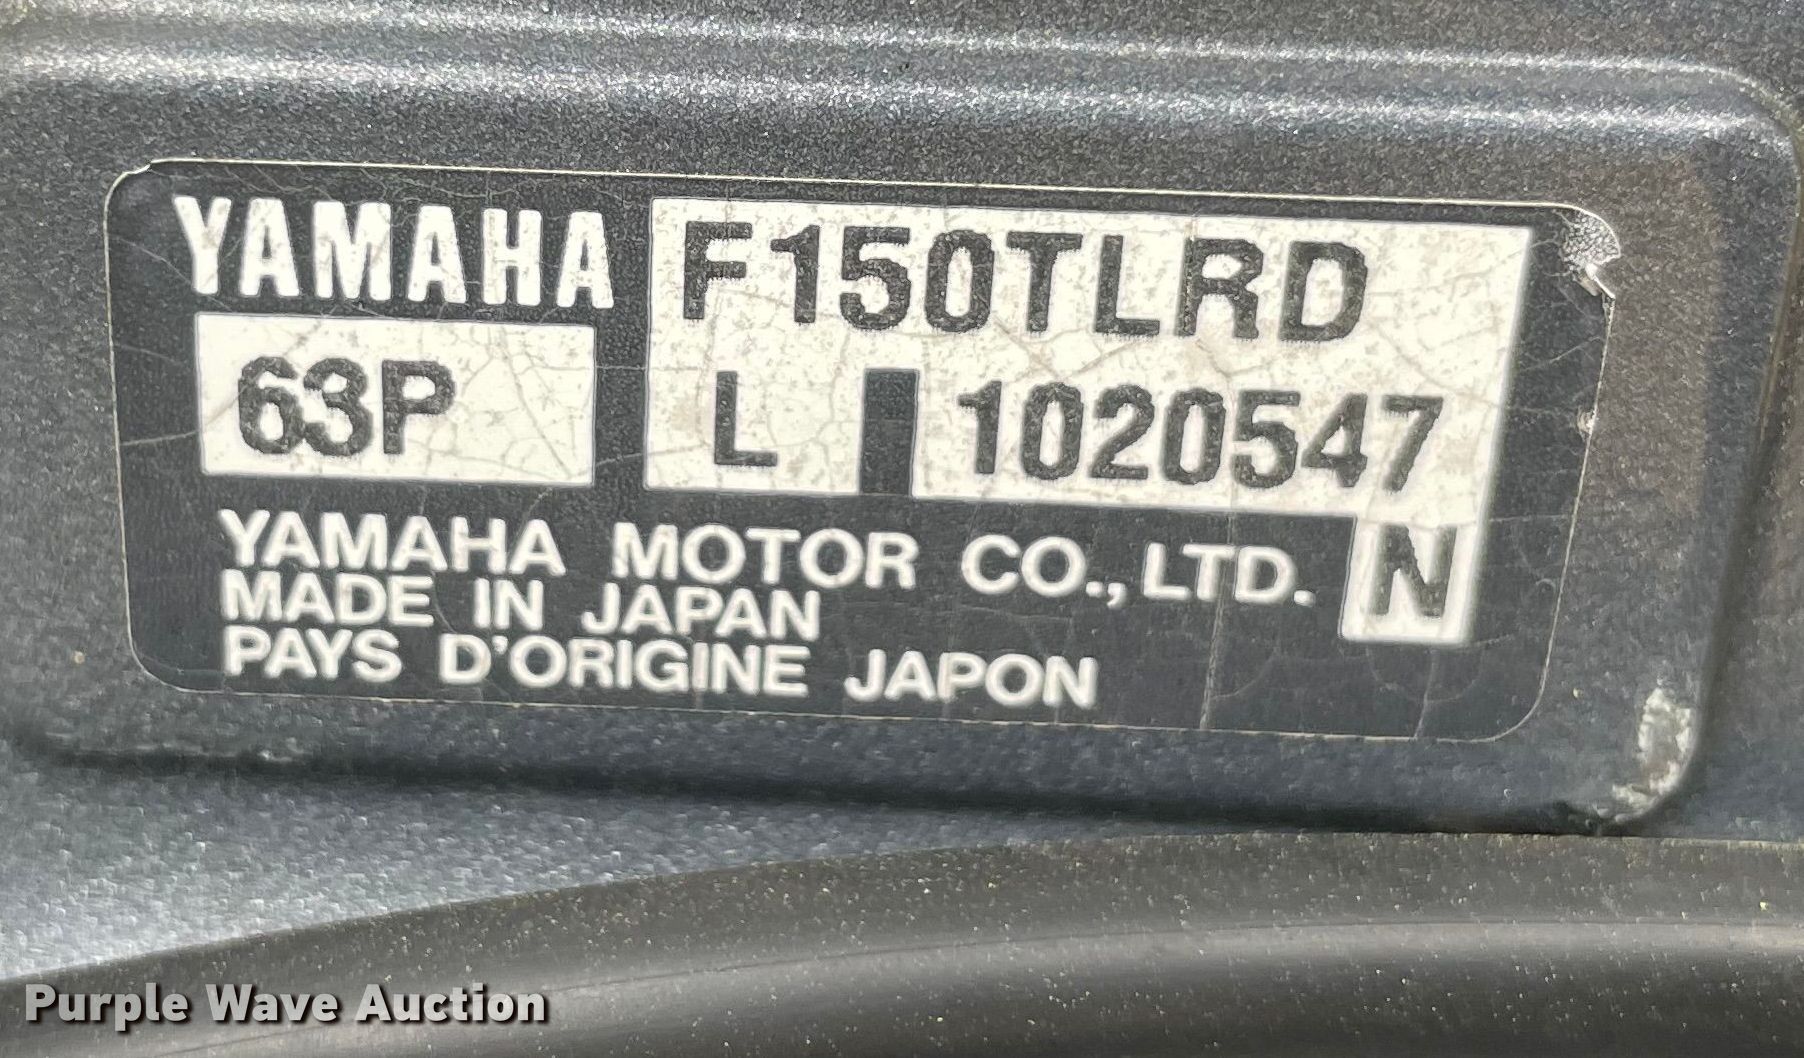 YAMAHA F150TLRD
63P L 1020547
YAMAHA MOTOR CO., LTD. N
MADE IN JAPAN
PAYS D'ORIGINE JAPON
Purple Wave Auction